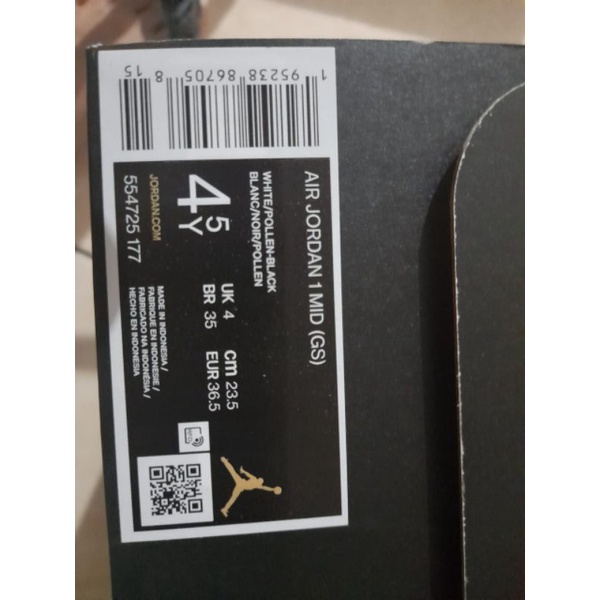 1 95238 86705 8 15
AIR JORDAN 1 MID (GS)
WHITE/POLLEN-BLACK
BLANC/NOIR/POLLEN
4.5Y
UK 4
BR 35
cm 23.5
EUR 36.5
JORDAN.COM
554725 177
MADE IN INDONESIA /
FABRIQUE EN INDONESIE /
FABRICADO NA INDONÉSIA /
HECHO EN INDONESIA